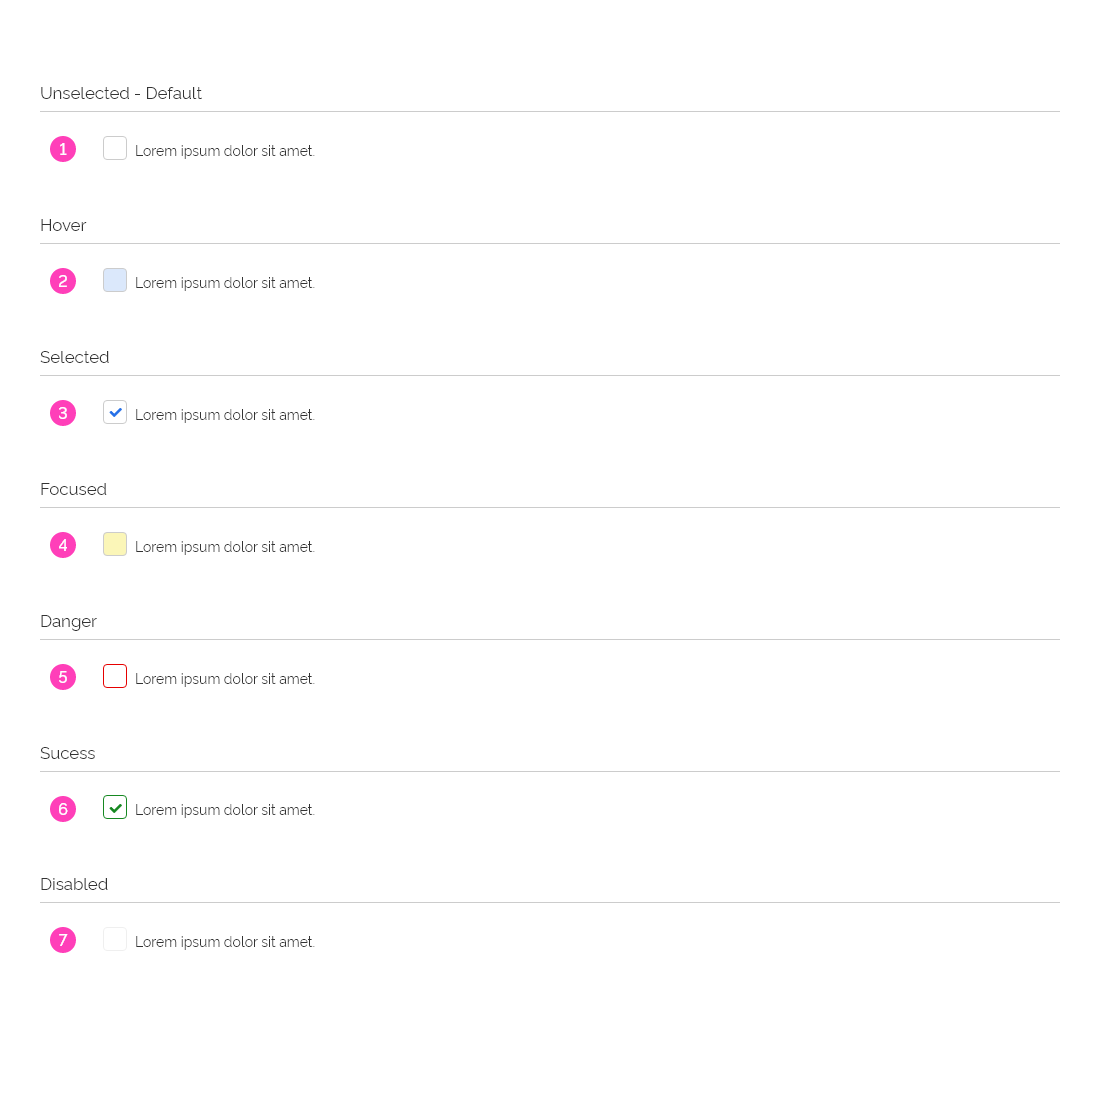 Unselected - Default
1 Lorem ipsum dolor sit amet.
Hover
2 Lorem ipsum dolor sit amet.
Selected
3 Lorem ipsum dolor sit amet.
Focused
4 Lorem ipsum dolor sit amet.
Danger
5 Lorem ipsum dolor sit amet.
Sucess
6 Lorem ipsum dolor sit amet.
Disabled
7 Lorem ipsum dolor sit amet.